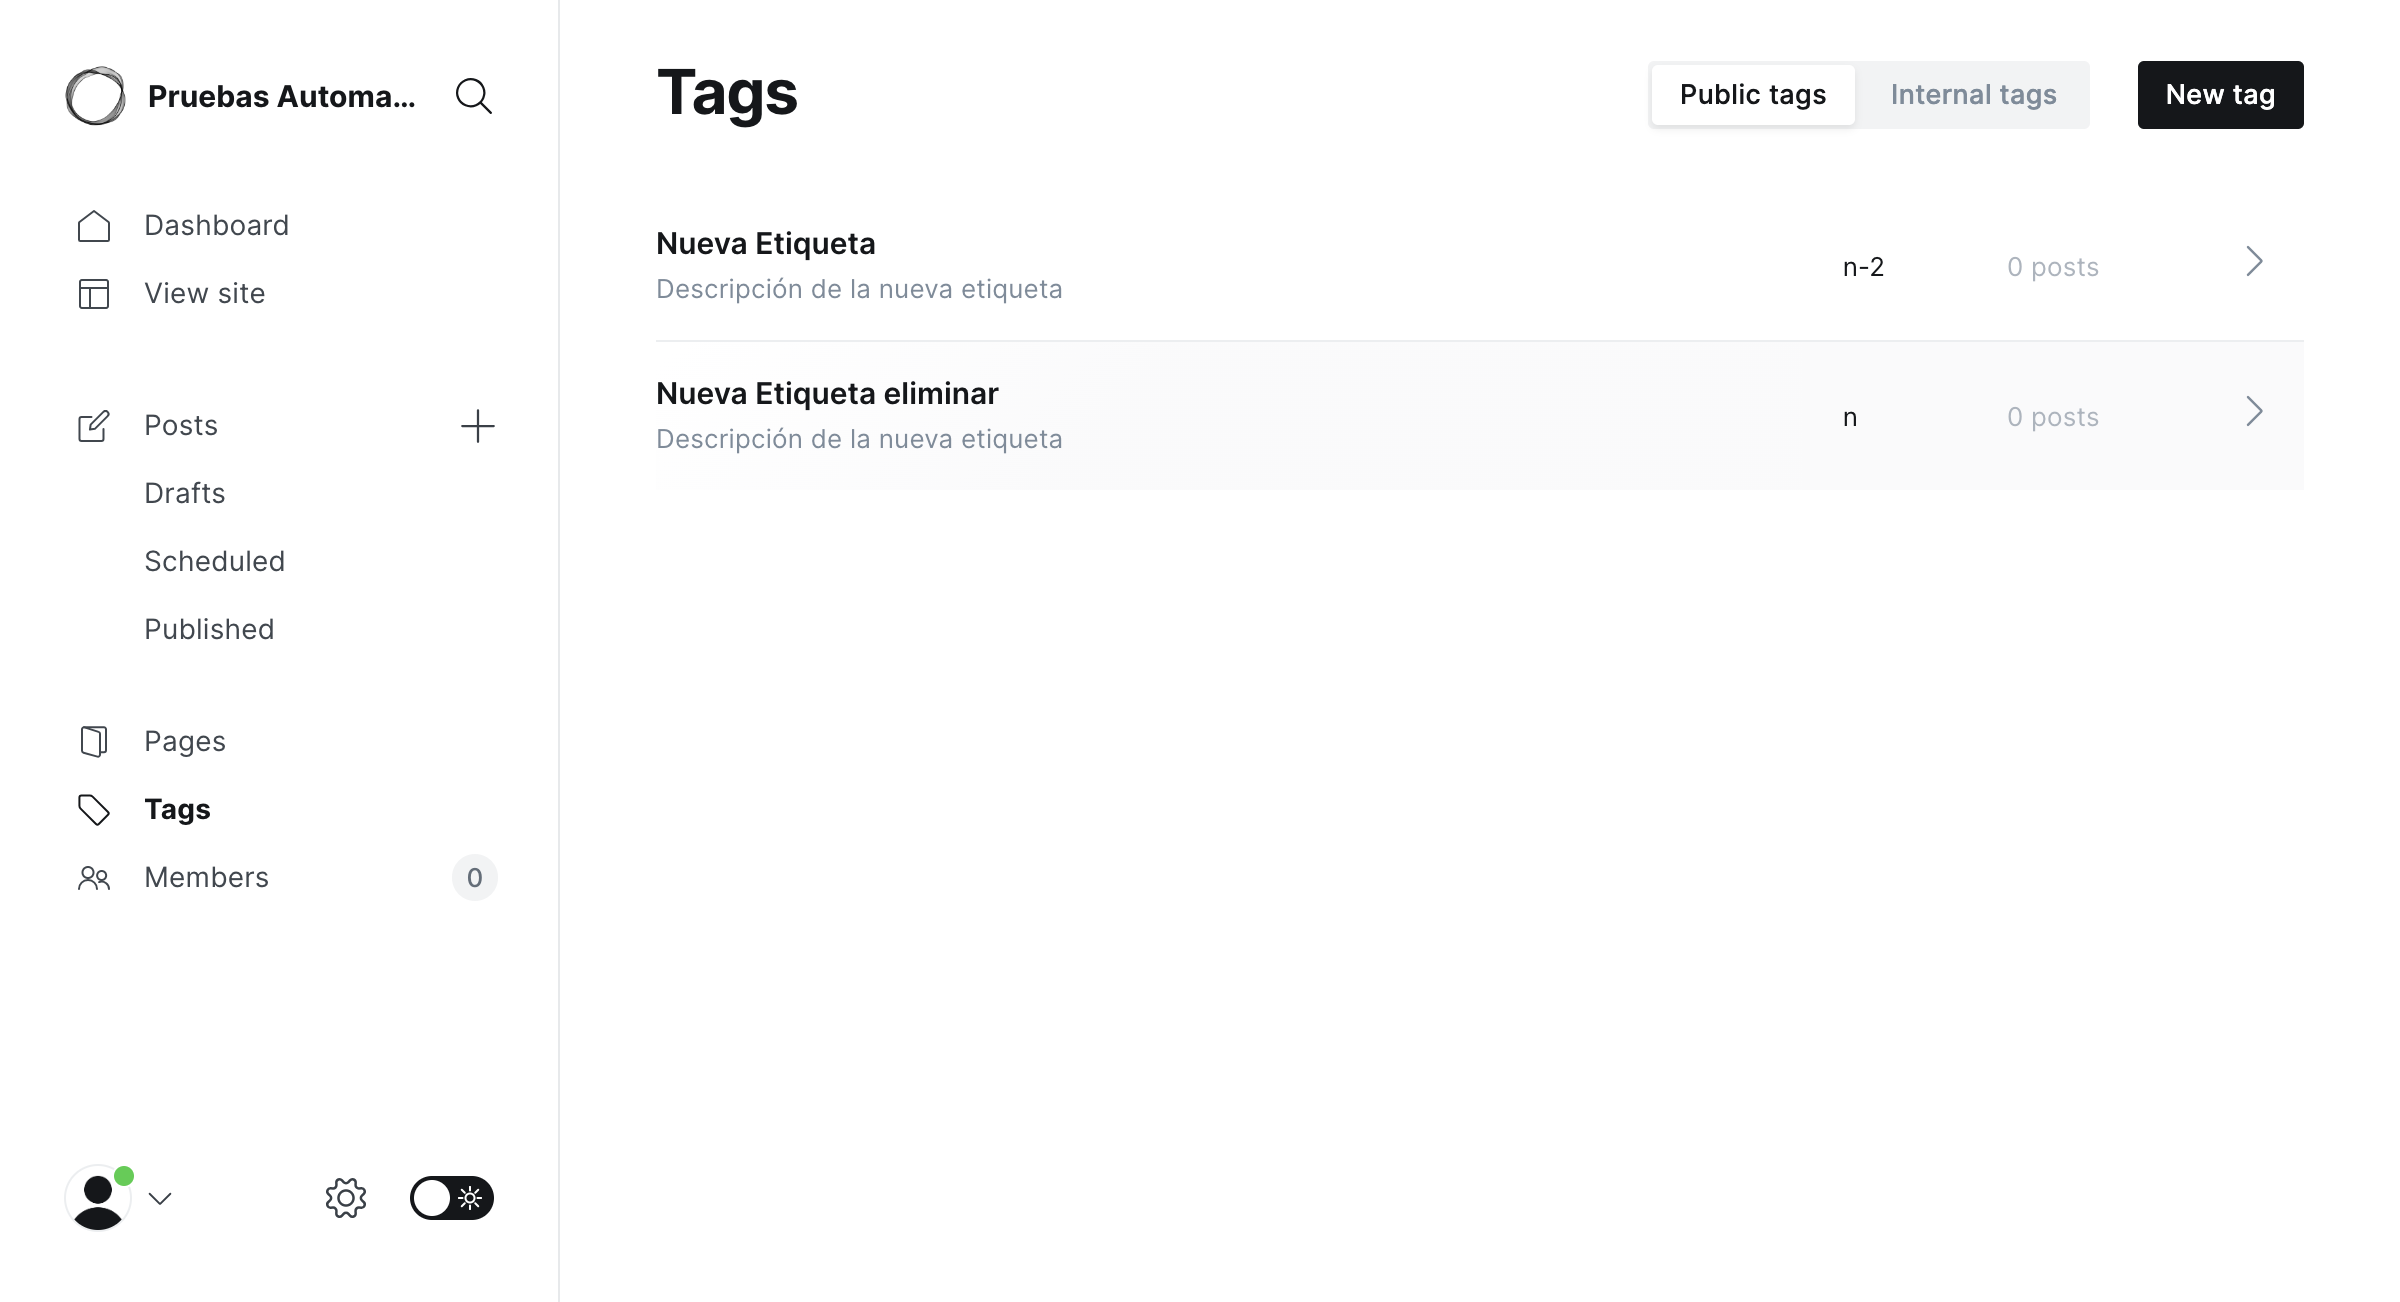 Pruebas Automa...
Dashboard
View site
Posts
Drafts
Scheduled
Published
Pages
Tags
Members
0
Tags
Public tags
Internal tags
New tag
Nueva Etiqueta
Descripción de la nueva etiqueta
n-2
0 posts
Nueva Etiqueta eliminar
Descripción de la nueva etiqueta
n
0 posts